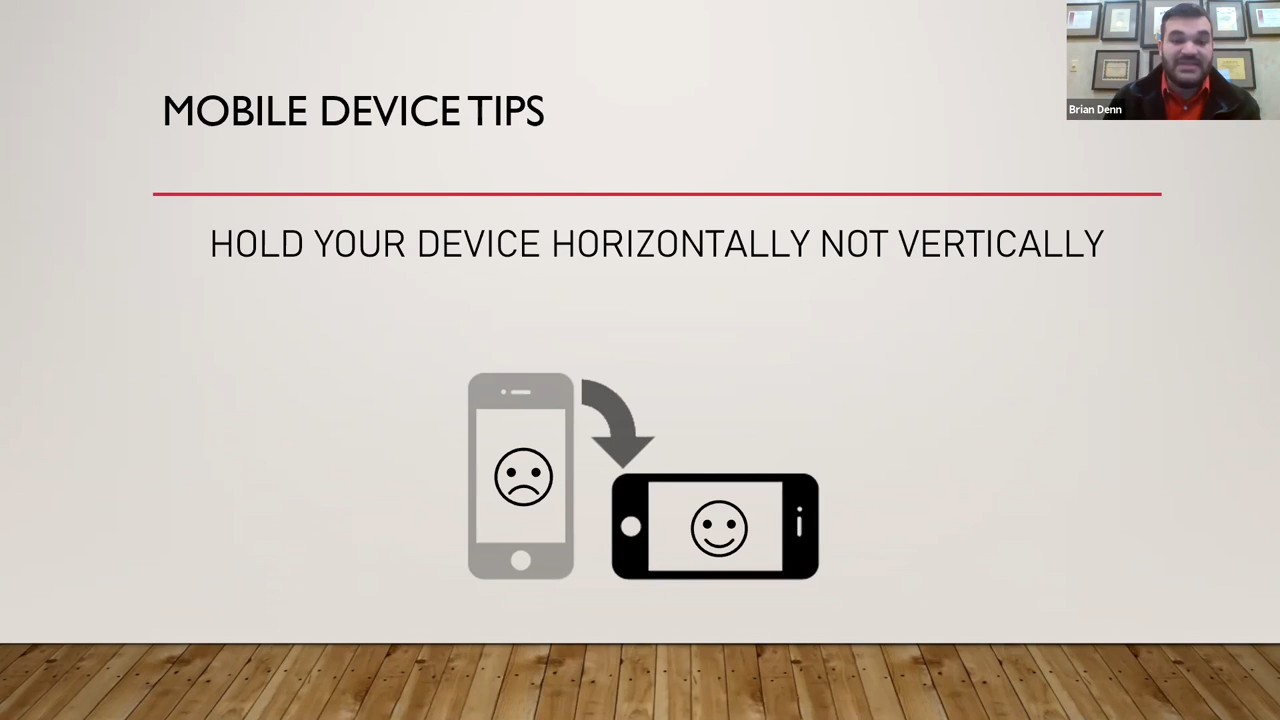 MOBILE DEVICE TIPS
Brian Denn
HOLD YOUR DEVICE HORIZONTALLY NOT VERTICALLY